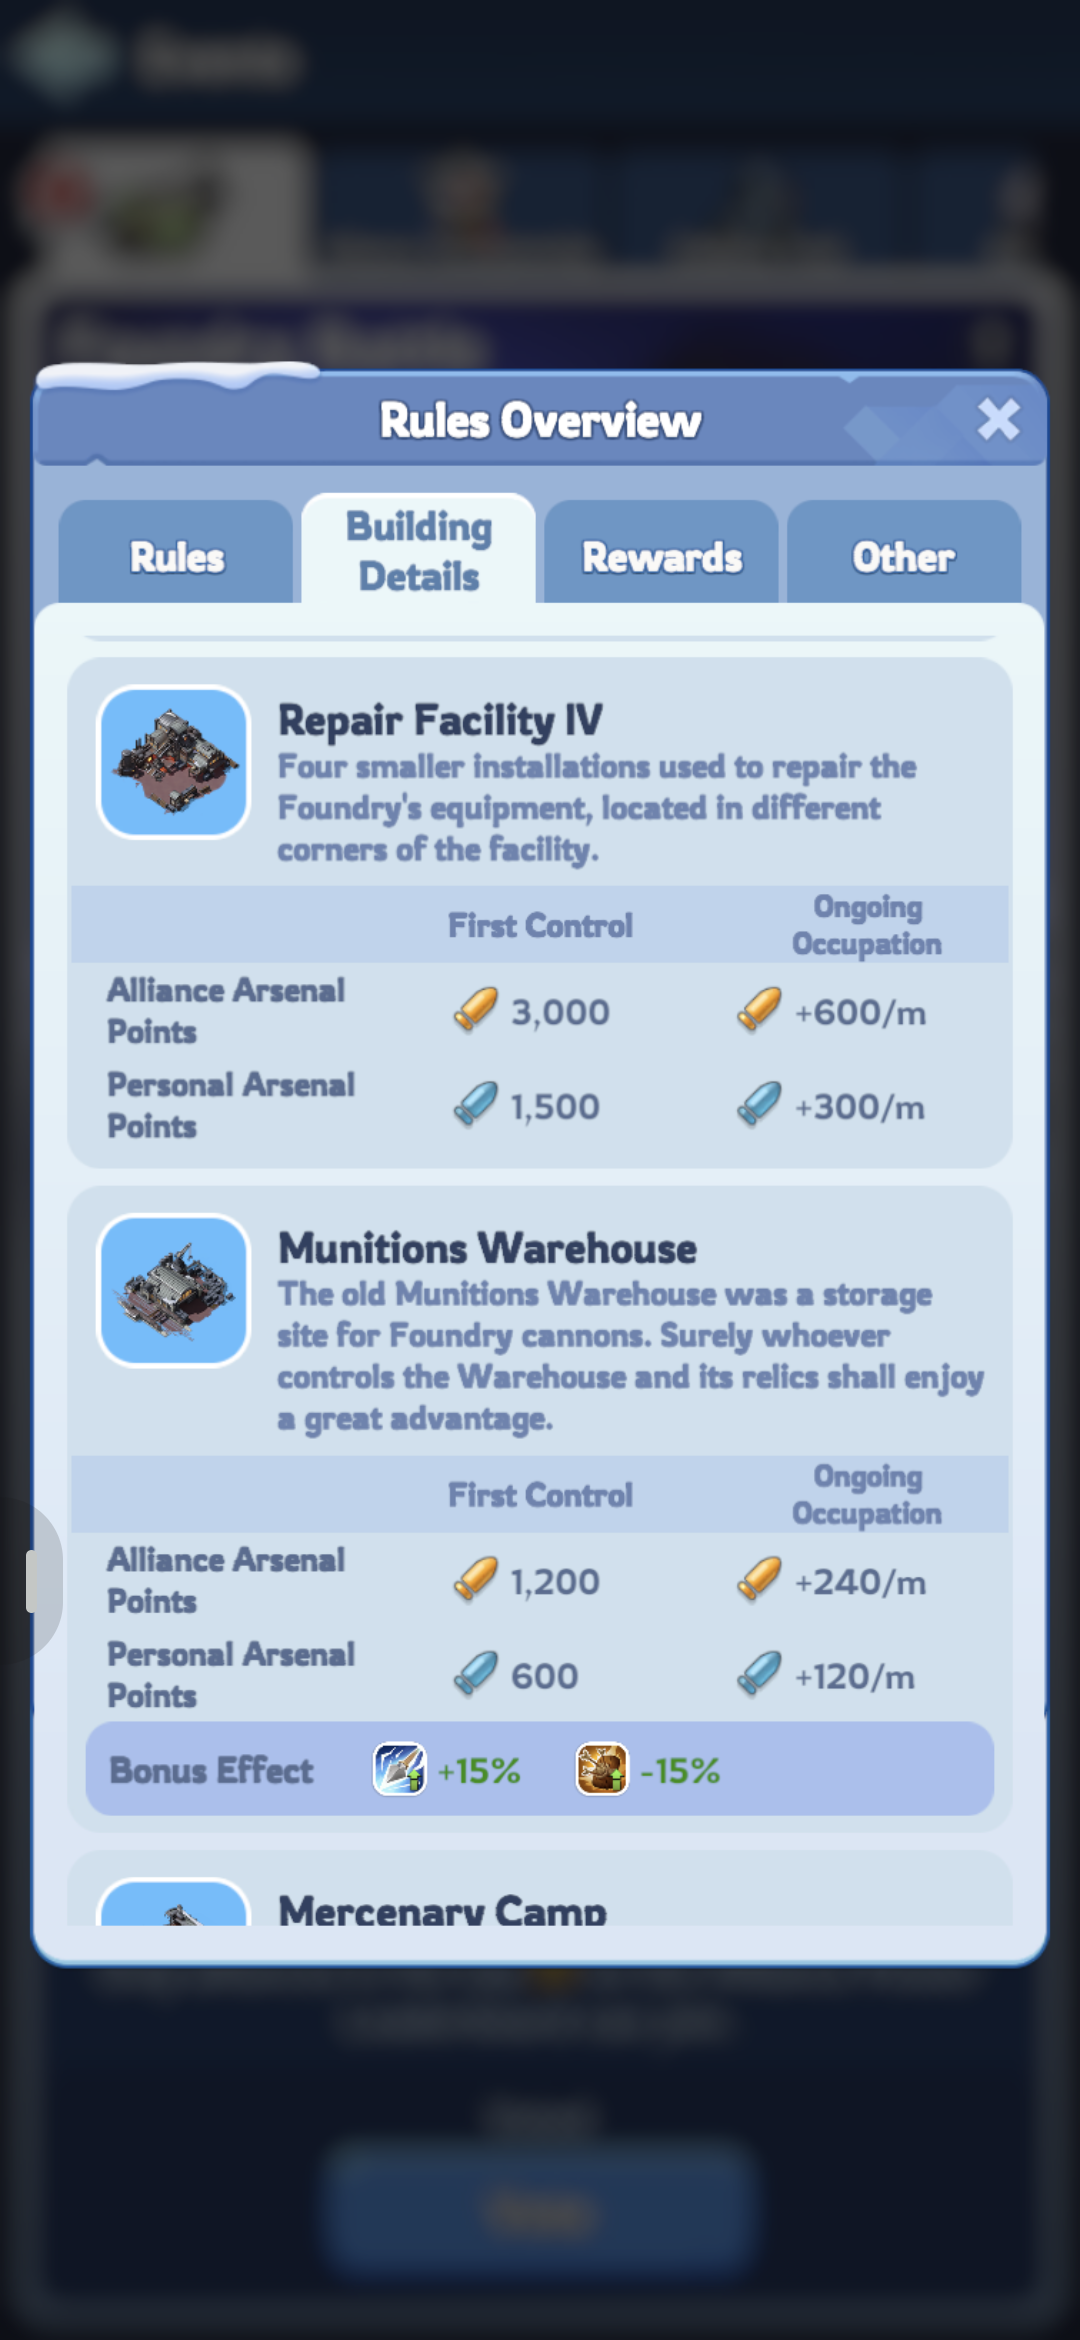 Rules Overview
Rules
Building
Details
Rewards
Other
Repair Facility IV
Four smaller installations used to repair the
Foundry's equipment, located in different
corners of the facility.
First Control
Ongoing
Occupation
Alliance Arsenal
Points
3,000
+600/m
Personal Arsenal
Points
1,500
+300/m
Munitions Warehouse
The old Munitions Warehouse was a storage
site for Foundry cannons. Surely whoever
controls the Warehouse and its relics shall enjoy
a great advantage.
First Control
Ongoing
Occupation
Alliance Arsenal
Points
1,200
+240/m
Personal Arsenal
Points
600
+120/m
Bonus Effect
+15%
-15%
Mercenary Camp